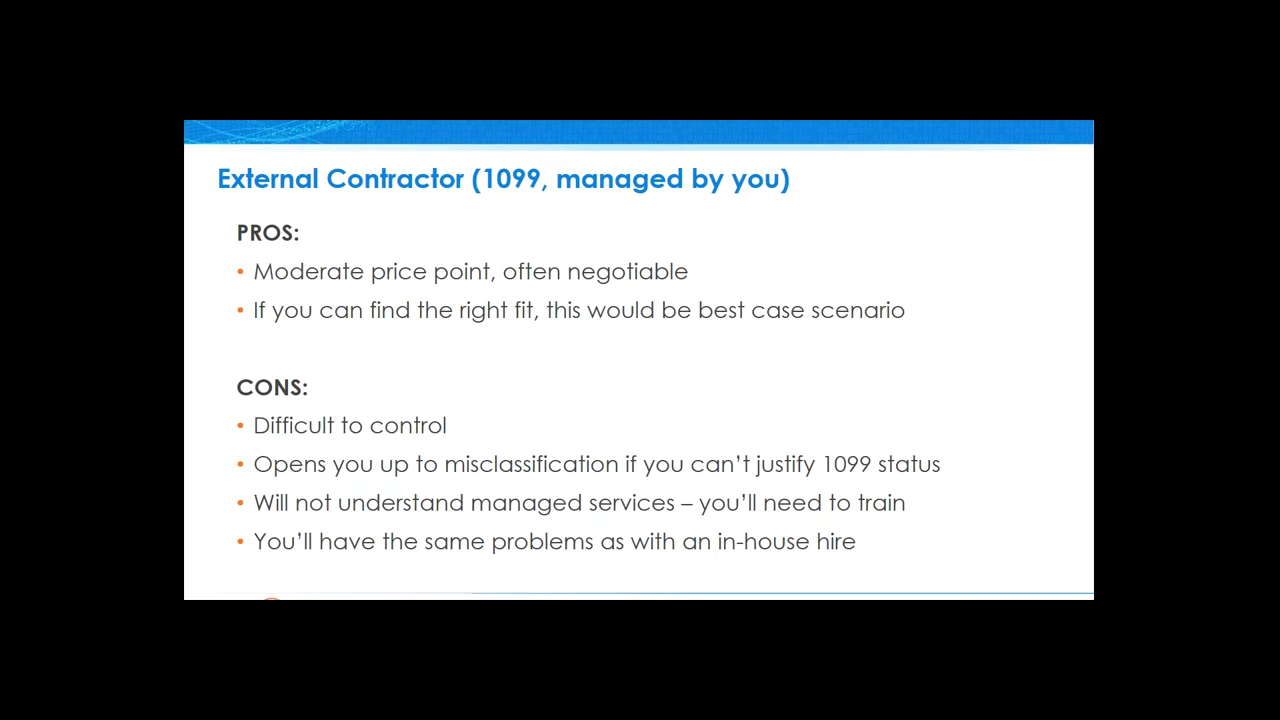 External Contractor (1099, managed by you)
PROS:
• Moderate price point, often negotiable
• If you can find the right fit, this would be best case scenario
CONS:
• Difficult to control
• Opens you up to misclassification if you can’t justify 1099 status
• Will not understand managed services – you’ll need to train
• You’ll have the same problems as with an in-house hire